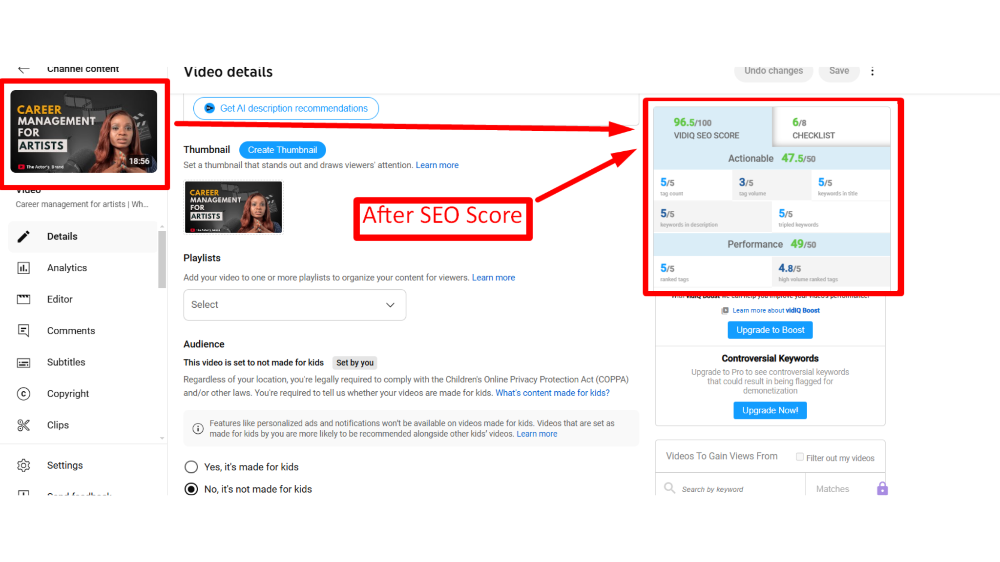 Channel content
Video details
Undo changes
Save
CAREER
MANAGEMENT
FOR
ARTISTS
The Actor's Brand
18:56
Video
Career management for artists | Wh...
Details
Analytics
Editor
Comments
Subtitles
Copyright
Clips
Settings
Send feedback
Get AI description recommendations
Thumbnail
Create Thumbnail
Set a thumbnail that stands out and draws viewers' attention. Learn more
CAREER
MANAGEMENT
FOR
ARTISTS
The Actor's Brand
After SEO Score
Playlists
Add your video to one or more playlists to organize your content for viewers. Learn more
Select
Audience
This video is set to not made for kids
Set by you
Regardless of your location, you're legally required to comply with the Children's Online Privacy Protection Act (COPPA)
and/or other laws. You're required to tell us whether your videos are made for kids. What's content made for kids?
Features like personalized ads and notifications won't be available on videos made for kids. Videos that are set as
made for kids by you are more likely to be recommended alongside other kids' videos. Learn more
Yes, it's made for kids
No, it's not made for kids
96.5/100
VIDIQ SEO SCORE
6/8
CHECKLIST
Actionable 47.5/50
5/5
tag count
3/5
tag volume
5/5
keywords in title
5/5
keywords in description
5/5
tripled keywords
Performance 49/50
5/5
ranked tags
4.8/5
high volume ranked tags
With vidIQ Boost we can help you improve your video's performance!
Learn more about vidIQ Boost
Upgrade to Boost
Controversial Keywords
Upgrade to Pro to see controversial keywords
that could result in being flagged for
demonetization
Upgrade Now!
Videos To Gain Views From
Filter out my videos
Search by keyword
Matches